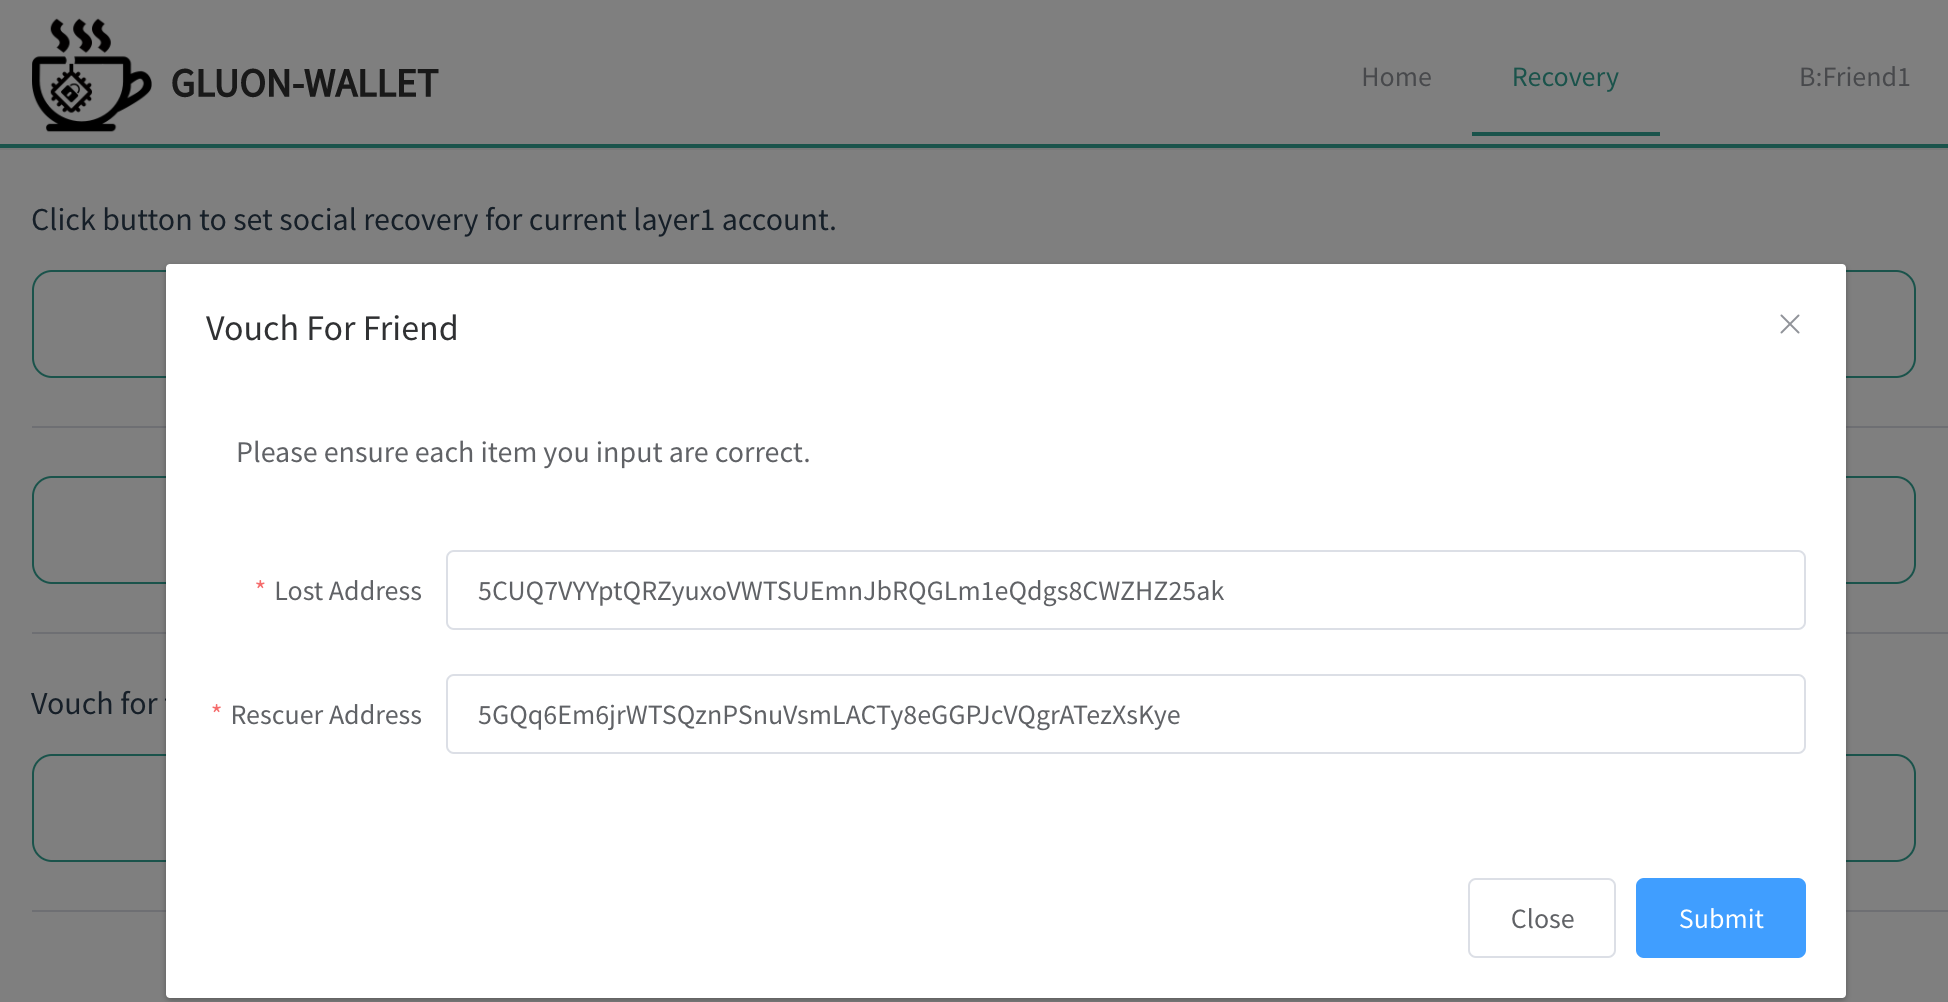 GLUON-WALLET
Home
Recovery
B:Friend1
Click button to set social recovery for current layer1 account.
Vouch For Friend
Please ensure each item you input are correct.
* Lost Address
5CUQ7VYYptQRZyuxoVWTSUEmnJbRQGLm1eQdgs8CWZHZ25ak
Vouch for
* Rescuer Address
5GQq6Em6jrWTSQznPSnuVsmLACTy8eGGPJcVQgrATezXsKye
Close
Submit